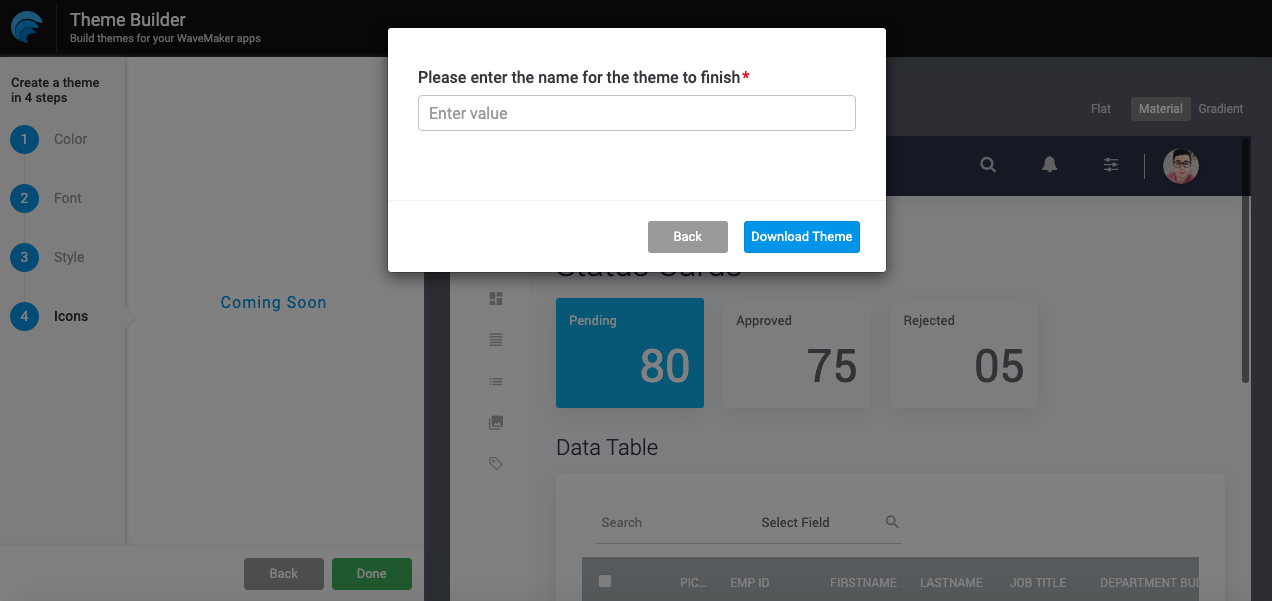 Theme Builder
Build themes for your WaveMaker apps
Create a theme
in 4 steps
1 Color
2 Font
3 Style
4 Icons
Coming Soon
Back Done
Please enter the name for the theme to finish*
Enter value
Back Download Theme
Flat Material Gradient
Status Cards
Pending
80
Approved
75
Rejected
05
Data Table
Search Select Field
PIC... EMP ID FIRSTNAME LASTNAME JOB TITLE DEPARTMENT BUD